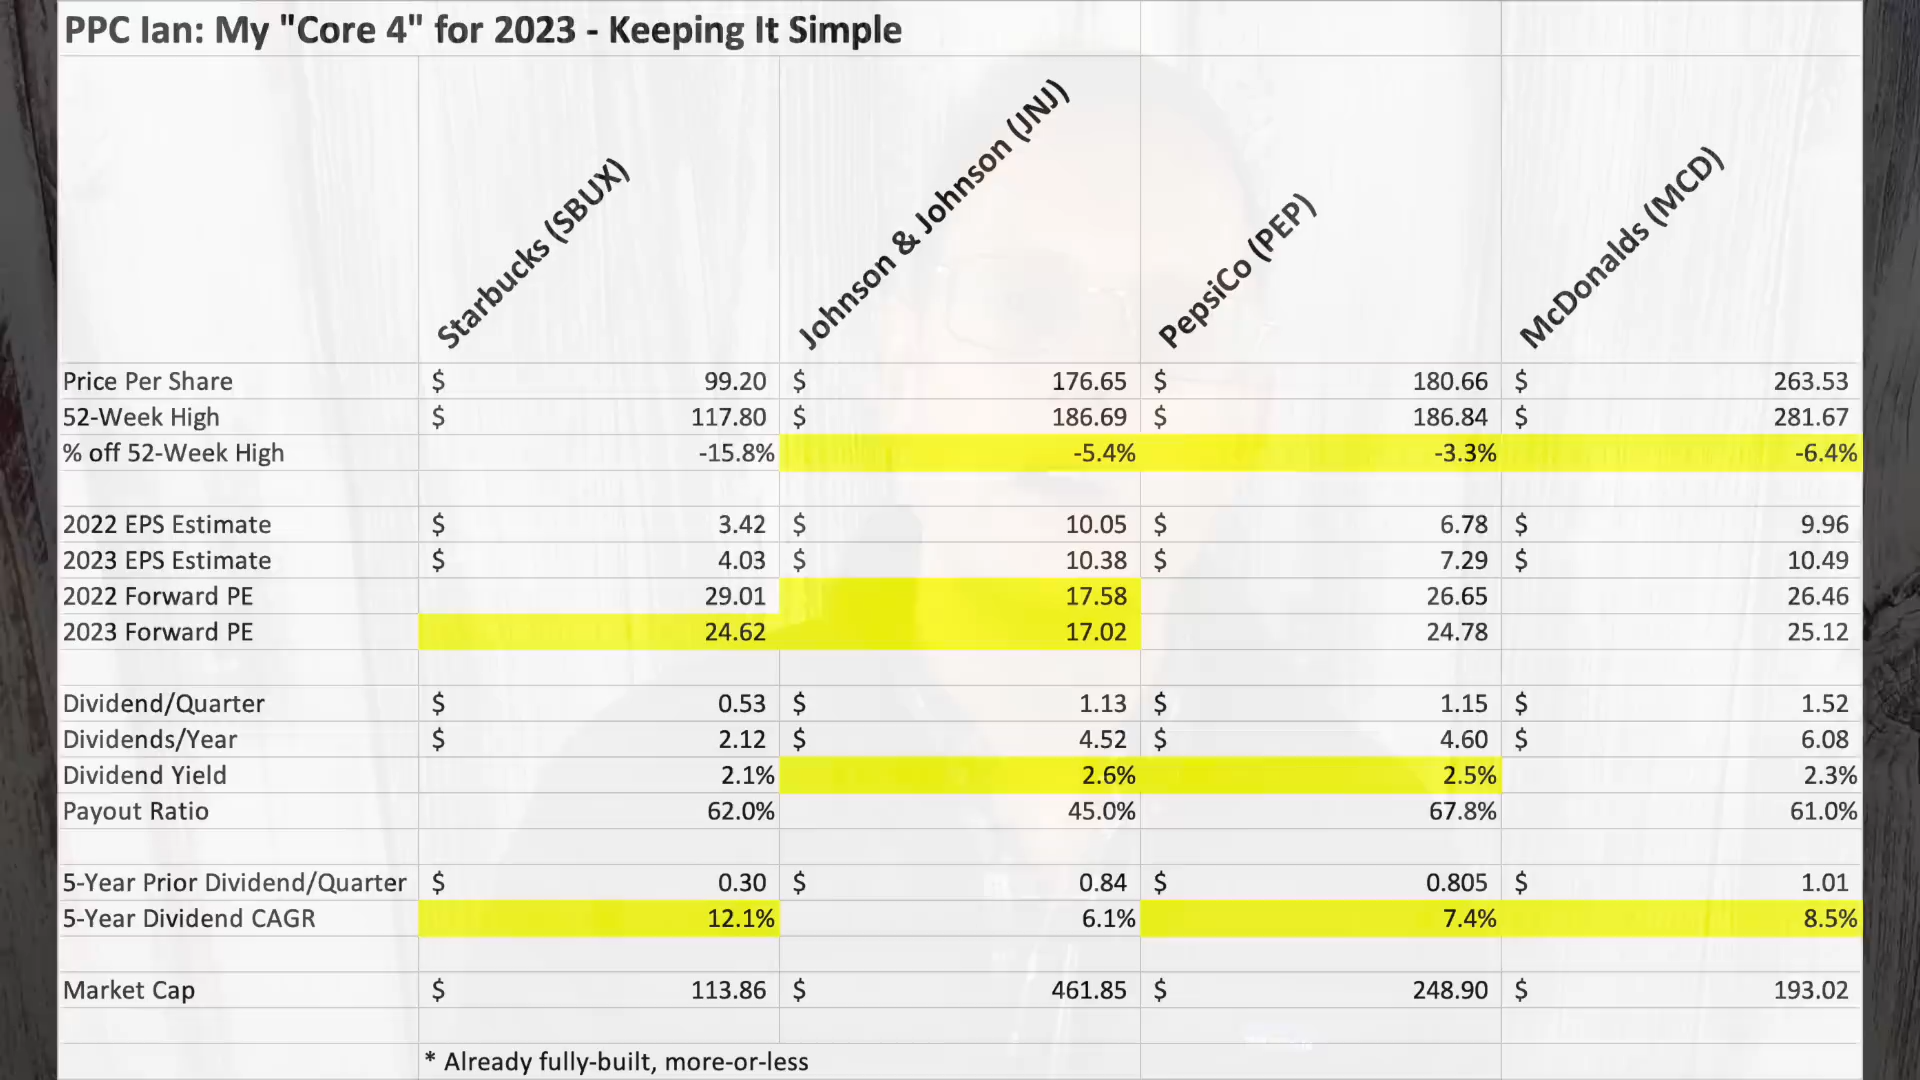 PPC Ian: My "Core 4" for 2023 - Keeping It Simple
Starbucks (SBUX) Johnson & Johnson (JNJ) PepsiCo (PEP) McDonalds (MCD)
Price Per Share $ 99.20 $ 176.65 $ 180.66 $ 263.53
52-Week High $ 117.80 $ 186.69 $ 186.84 $ 281.67
% off 52-Week High -15.8% -5.4% -3.3% -6.4%
2022 EPS Estimate $ 3.42 $ 10.05 $ 6.78 $ 9.96
2023 EPS Estimate $ 4.03 $ 10.38 $ 7.29 $ 10.49
2022 Forward PE 29.01 17.58 26.65 26.46
2023 Forward PE 24.62 17.02 24.78 25.12
Dividend/Quarter $ 0.53 $ 1.13 $ 1.15 $ 1.52
Dividends/Year $ 2.12 $ 4.52 $ 4.60 $ 6.08
Dividend Yield 2.1% 2.6% 2.5% 2.3%
Payout Ratio 62.0% 45.0% 67.8% 61.0%
5-Year Prior Dividend/Quarter $ 0.30 $ 0.84 $ 0.805 $ 1.01
5-Year Dividend CAGR 12.1% 6.1% 7.4% 8.5%
Market Cap $ 113.86 $ 461.85 $ 248.90 $ 193.02
* Already fully-built, more-or-less